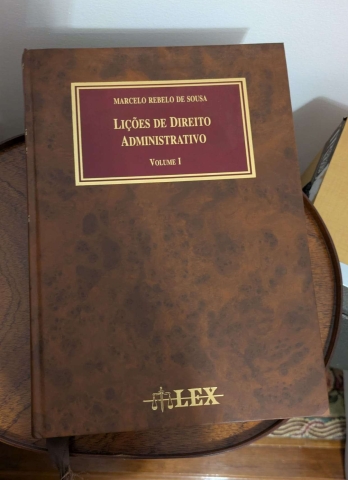 MARCELO REBELO DE SOUSA
LIÇÕES DE DIREITO
ADMINISTRATIVO
VOLUME I
LEX